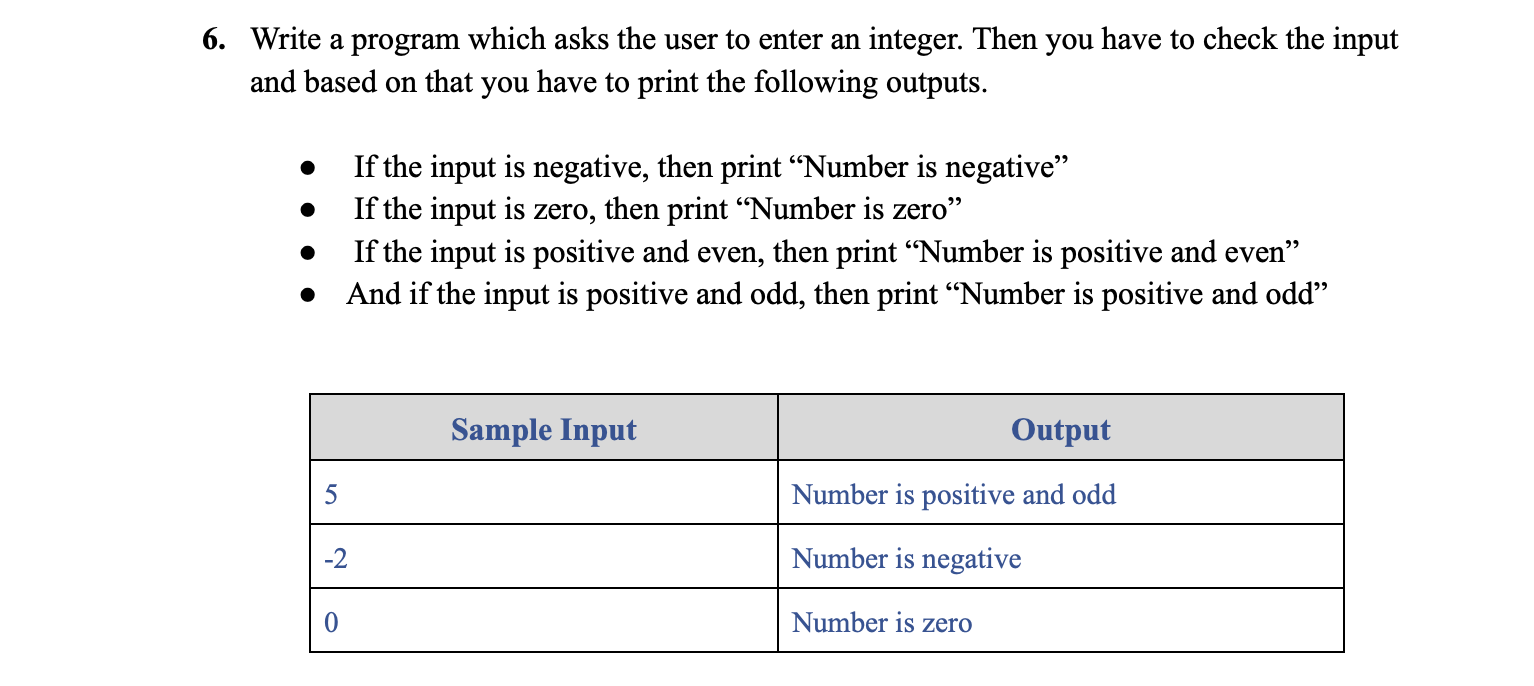 6. Write a program which asks the user to enter an integer. Then you have to check the input
and based on that you have to print the following outputs.
● If the input is negative, then print “Number is negative”
● If the input is zero, then print “Number is zero”
● If the input is positive and even, then print “Number is positive and even”
● And if the input is positive and odd, then print “Number is positive and odd”
Sample Input Output
5 Number is positive and odd
-2 Number is negative
0 Number is zero